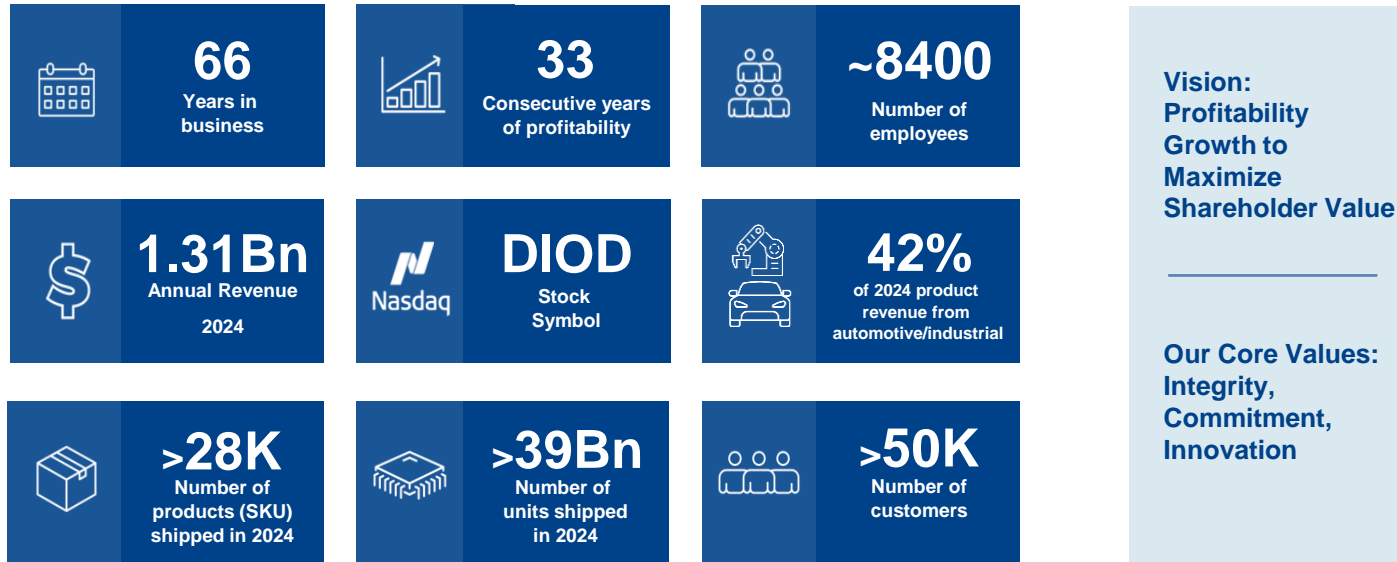 66
Years in
business
33
Consecutive years
of profitability
~8400
Number of
employees
1.31Bn
Annual Revenue
2024
Nasdaq
DIOD
Stock
Symbol
42%
of 2024 product
revenue from
automotive/industrial
>28K
Number of
products (SKU)
shipped in 2024
>39Bn
Number of
units shipped
in 2024
>50K
Number of
customers
Vision:
Profitability
Growth to
Maximize
Shareholder Value
Our Core Values:
Integrity,
Commitment,
Innovation